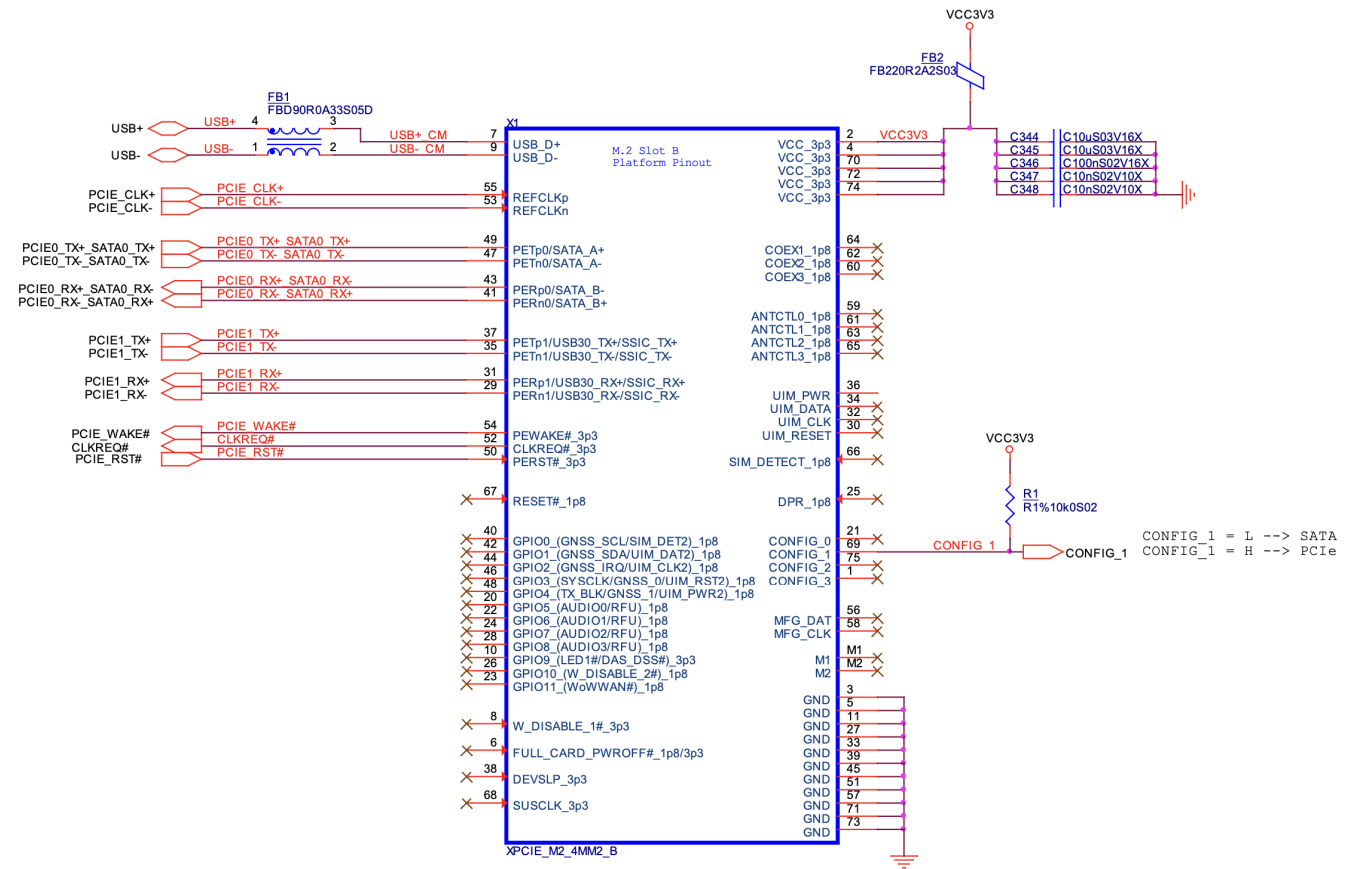 VCC3V3
FB2
FB220R2A2S03
FB1
FBD90R0A33S05D
USB+ USB+ 4 3
USB- USB- 1 2
USB+_CM 7 USB_D+
USB-_CM 9 USB_D-
X1
M.2 Slot B
Platform Pinout
PCIE_CLK+ PCIE_CLK+ 55 REFCLKp
PCIE_CLK- PCIE_CLK- 53 REFCLKn
PCIE0_TX+_SATA0_TX+ PCIE0_TX+_SATA0_TX+ 49 PETp0/SATA_A+
PCIE0_TX-_SATA0_TX- PCIE0_TX-_SATA0_TX- 47 PETn0/SATA_A-
PCIE0_RX+_SATA0_RX- PCIE0_RX+_SATA0_RX- 43 PERp0/SATA_B-
PCIE0_RX-_SATA0_RX+ PCIE0_RX-_SATA0_RX+ 41 PERn0/SATA_B+
PCIE1_TX+ PCIE1_TX+ 37 PETp1/USB30_TX+/SSIC_TX+
PCIE1_TX- PCIE1_TX- 35 PETn1/USB30_TX-/SSIC_TX-
PCIE1_RX+ PCIE1_RX+ 31 PERp1/USB30_RX+/SSIC_RX+
PCIE1_RX- PCIE1_RX- 29 PERn1/USB30_RX-/SSIC_RX-
PCIE_WAKE# PCIE_WAKE# 54 PEWAKE#_3p3
CLKREQ# CLKREQ# 52 CLKREQ#_3p3
PCIE_RST# PCIE_RST# 50 PERST#_3p3
67 RESET#_1p8
40 GPIO0_(GNSS_SCL/SIM_DET2)_1p8
42 GPIO1_(GNSS_SDA/UIM_DAT2)_1p8
44 GPIO2_(GNSS_IRQ/UIM_CLK2)_1p8
46 GPIO3_(SYSCLK/GNSS_0/UIM_RST2)_1p8
48 GPIO4_(TX_BLK/GNSS_1/UIM_PWR2)_1p8
20 GPIO5_(AUDIO0/RFU)_1p8
22 GPIO6_(AUDIO1/RFU)_1p8
24 GPIO7_(AUDIO2/RFU)_1p8
28 GPIO8_(AUDIO3/RFU)_1p8
10 GPIO9_(LED1#/DAS_DSS#)_3p3
26 GPIO10_(W_DISABLE_2#)_1p8
23 GPIO11_(WoWWAN#)_1p8
8 W_DISABLE_1#_3p3
6 FULL_CARD_PWROFF#_1p8/3p3
38 DEVSLP_3p3
68 SUSCLK_3p3
XPCIE_M2_4MM2_B
VCC_3p3 2 VCC3V3
VCC_3p3 4
VCC_3p3 70
VCC_3p3 72
VCC_3p3 74
C344 C10uS03V16X
C345 C10uS03V16X
C346 C100nS02V16X
C347 C10nS02V10X
C348 C10nS02V10X
COEX1_1p8 64
COEX2_1p8 62
COEX3_1p8 60
ANTCTL0_1p8 59
ANTCTL1_1p8 61
ANTCTL2_1p8 63
ANTCTL3_1p8 65
UIM_PWR 36
UIM_DATA 34
UIM_CLK 32
UIM_RESET 30
SIM_DETECT_1p8 66
DPR_1p8 25
CONFIG_0 21
CONFIG_1 69 CONFIG_1 CONFIG_1
CONFIG_2 75
CONFIG_3 1
VCC3V3
R1
R1%10k0S02
CONFIG_1 = L --> SATA
CONFIG_1 = H --> PCIe
MFG_DAT 56
MFG_CLK 58
M1 M1
M2 M2
GND 3
GND 5
GND 11
GND 27
GND 33
GND 39
GND 45
GND 51
GND 57
GND 71
GND 73